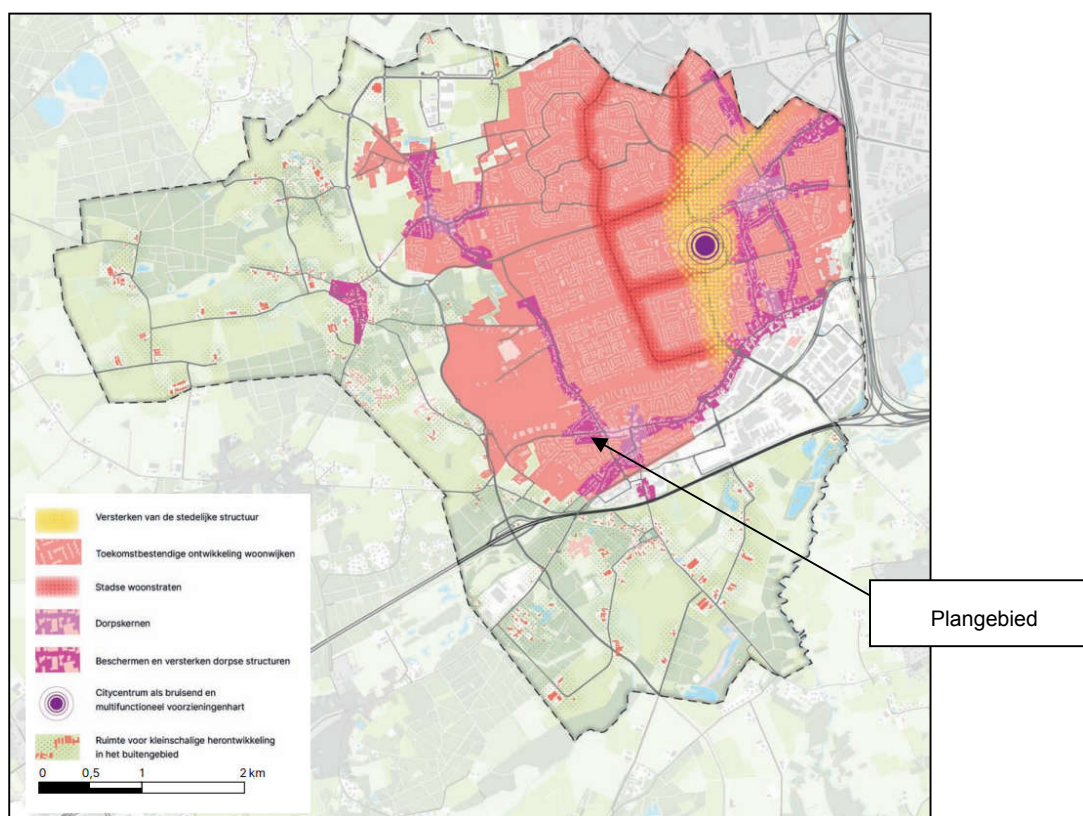 Versterken van de stedelijke structuur
Toekomstbestendige ontwikkeling woonwijken
Stadse woonstraten
Dorpskernen
Beschermen en versterken dorpse structuren
Citycentrum als bruisend en
multifunctioneel voorzieningenhart
Ruimte voor kleinschalige herontwikkeling
in het buitengebied
0 0,5 1 2 km
Plangebied